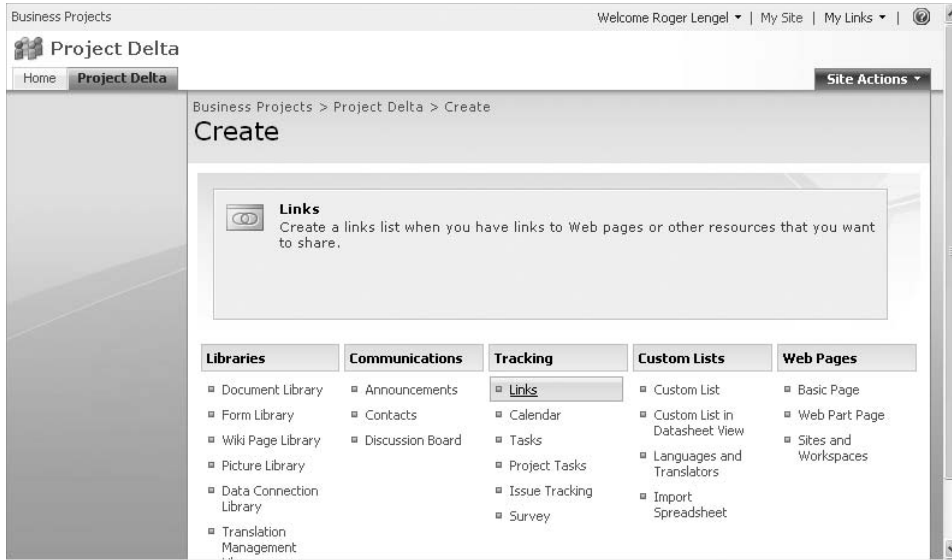 Business Projects
Welcome Roger Lengel | My Site | My Links |
Project Delta
Home Project Delta
Site Actions
Business Projects > Project Delta > Create
Create
Links
Create a links list when you have links to Web pages or other resources that you want
to share.
Libraries
Document Library
Form Library
Wiki Page Library
Picture Library
Data Connection
Library
Translation
Management
Communications
Announcements
Contacts
Discussion Board
Tracking
Links
Calendar
Tasks
Project Tasks
Issue Tracking
Survey
Custom Lists
Custom List
Custom List in
Datasheet View
Languages and
Translators
Import
Spreadsheet
Web Pages
Basic Page
Web Part Page
Sites and
Workspaces